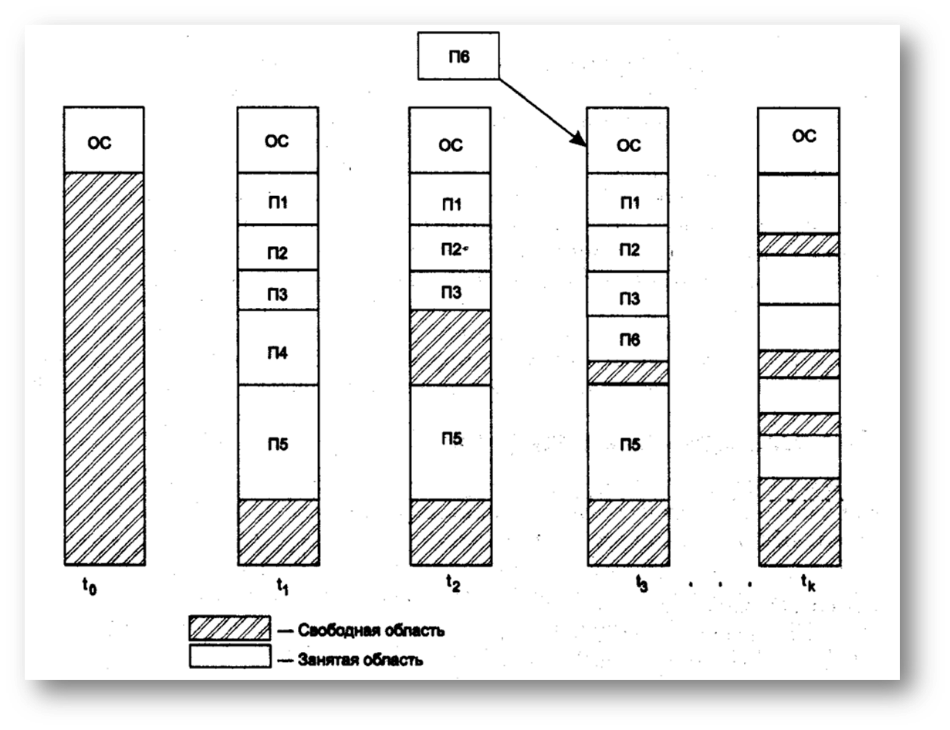 П6
ОС ОС ОС ОС ОС
П1 П1 П1
П2 П2 П2
П3 П3 П3
П4 П6
П5 П5 П5
t0 t1 t2 t3 . . . tk
— Свободная область
— Занятая область